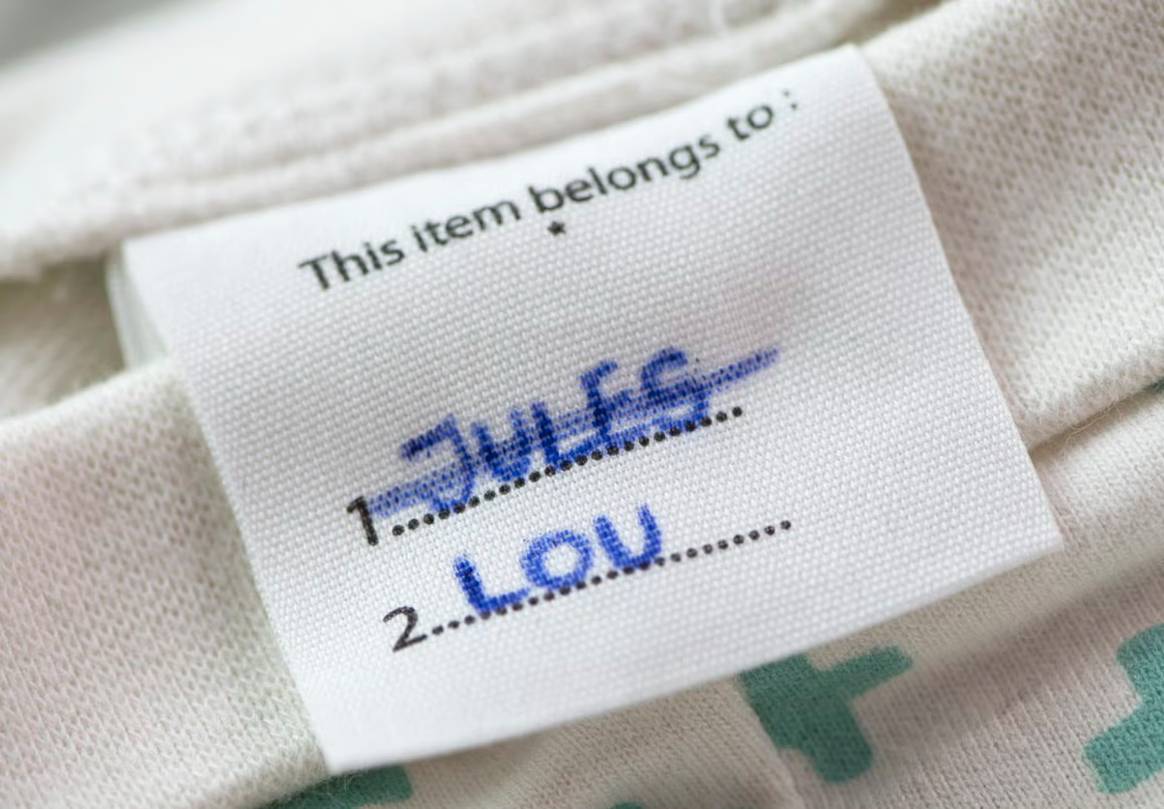 This item belongs to :
*
1.......JULES
2...LOU.........